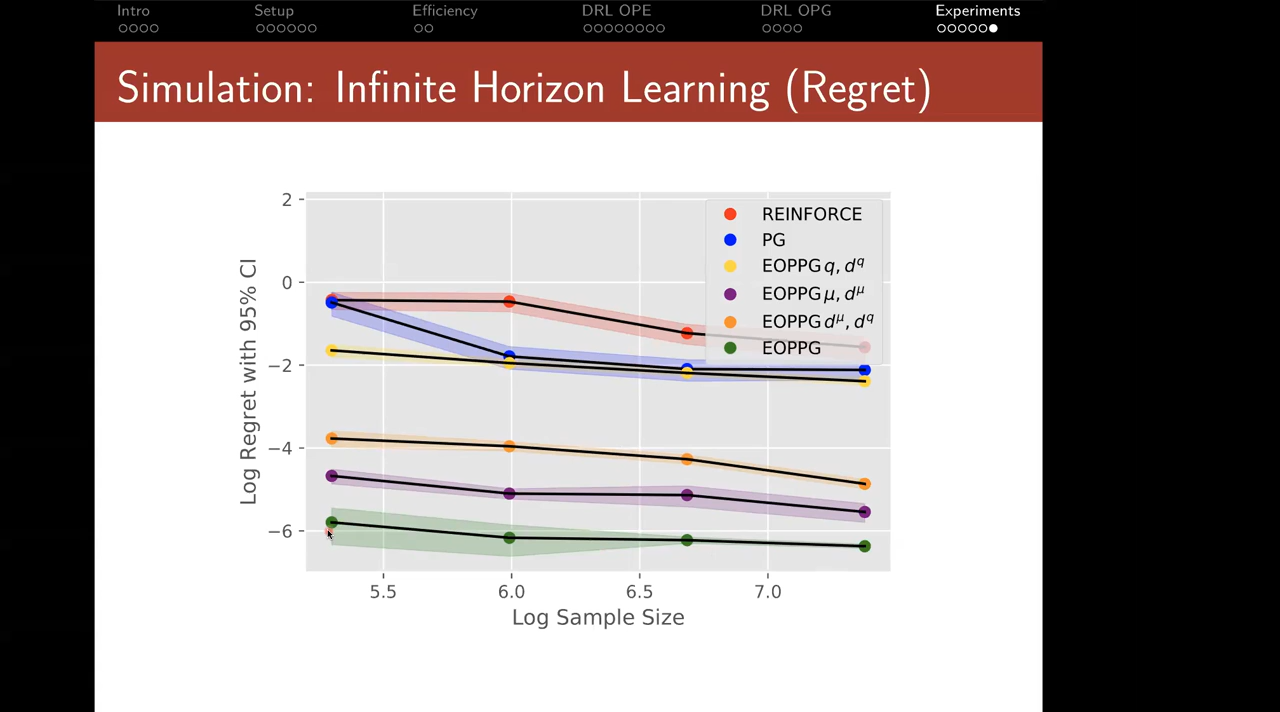 Intro Setup Efficiency DRL OPE DRL OPG Experiments
Simulation: Infinite Horizon Learning (Regret)
2
0
−2
−4
−6
Log Regret with 95% CI
REINFORCE
PG
EOPPG q, d^q
EOPPG μ, d^μ
EOPPG d^μ, d^q
EOPPG
5.5 6.0 6.5 7.0
Log Sample Size